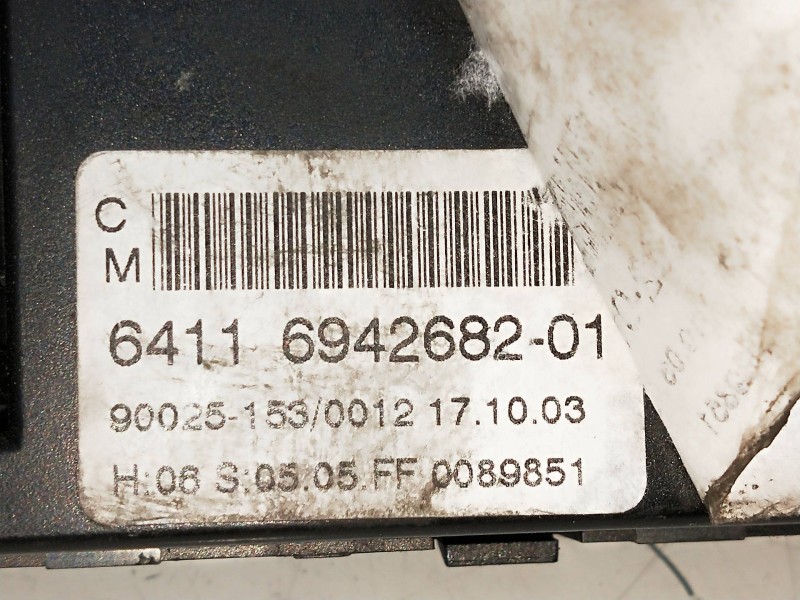 C
M
6411 6942682-01
90025-153/0012 17.10.03
H:06 S:05.05.FF 0089851